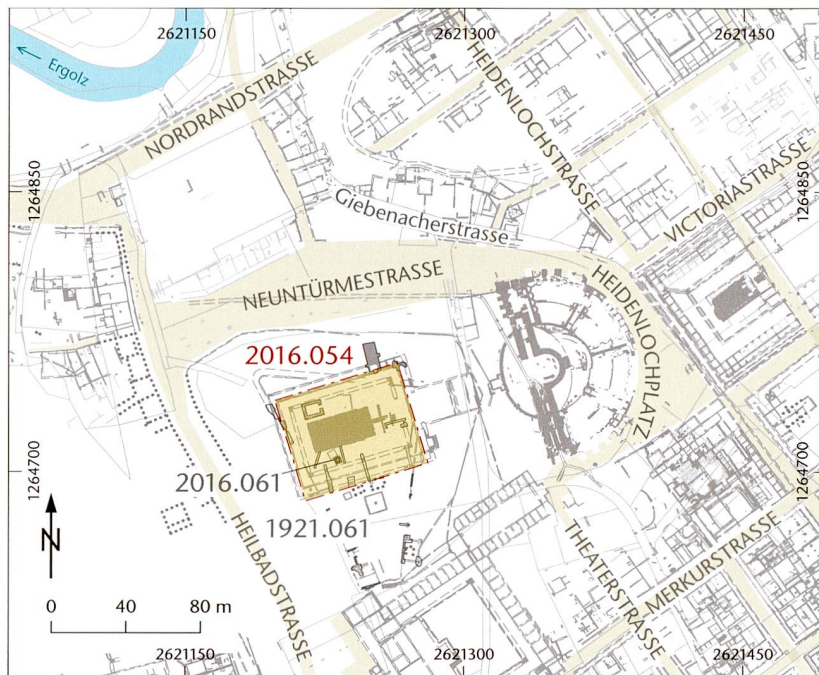 2621150
2621300
2621450
Ergolz
NORDRANDSTRASSE
HEIDENLOCHSTRASSE
1264850
1264850
Giebenacherstrasse
VICTORIASTRASSE
NEUNTÜRMESTRASSE
HEIDENLOCHPLATZ
2016.054
1264700
1264700
2016.061
1921.061
N
HEILBADSTRASSE
THEATERSTRASSE
MERKURSTRASSE
0 40 80 m
2621150
2621300
2621450